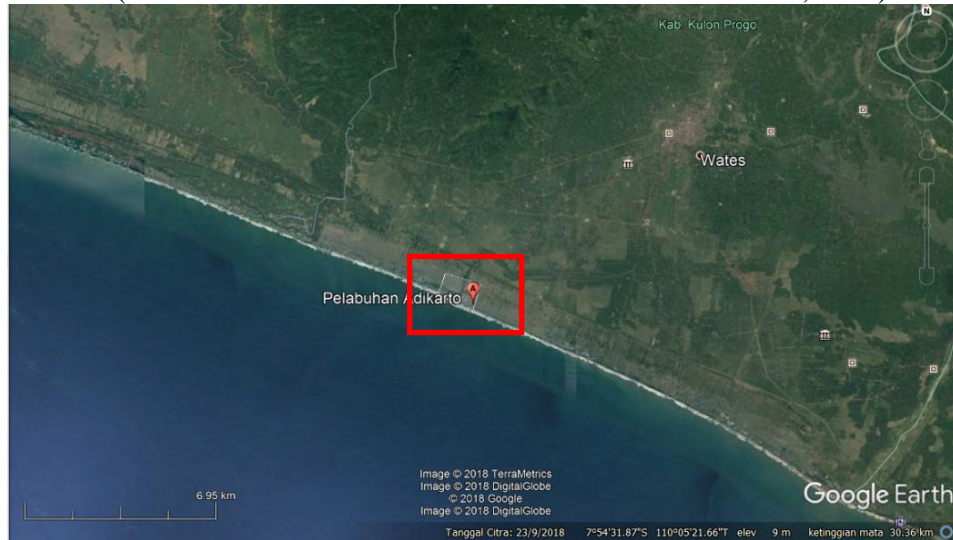 Kab. Kulon Progo
N
Wates
A
Pelabuhan Adikarto
Image © 2018 TerraMetrics
Image © 2018 DigitalGlobe
© 2018 Google
Image © 2018 DigitalGlobe
6.95 km
Google Earth
Tanggal Citra: 23/9/2018 7°54'31.87"S 110°05'21.66"T elev 9 m ketinggian mata 30.36 km